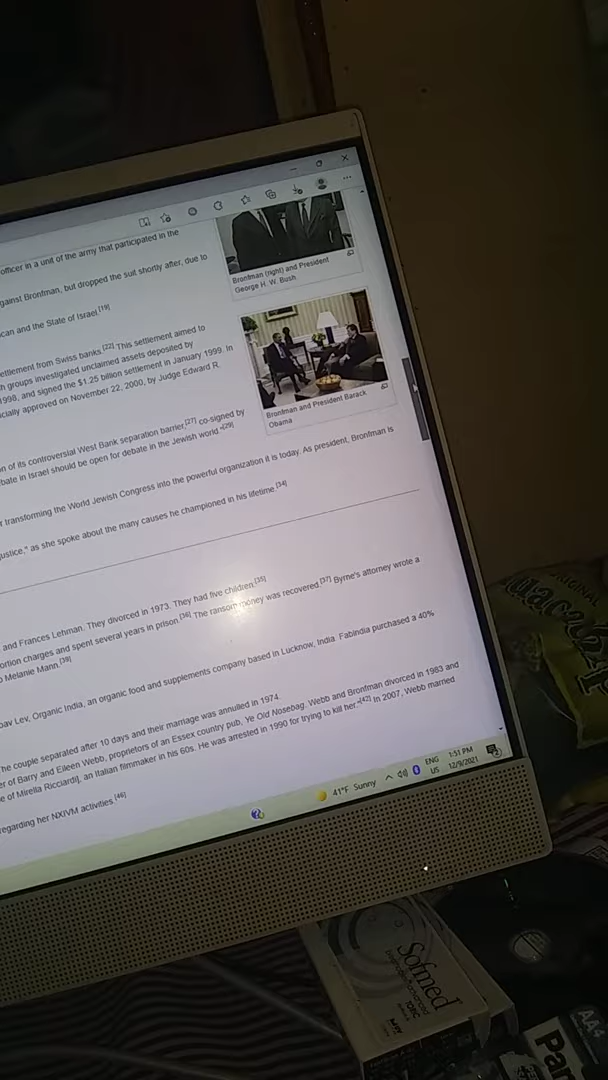 officer in a unit of the army that participated in the
gainst Bronfman, but dropped the suit shortly after, due to
Bronfman (right) and President
George H. W. Bush
can and the State of Israel.[19]
ettlement from Swiss banks.[22] This settlement aimed to
h groups investigated unclaimed assets deposited by
1998, and signed the $1.25 billion settlement in January 1999. In
cially approved on November 22, 2000, by Judge Edward R.
Bronfman and President Barack
Obama
n of its controversial West Bank separation barrier,[27] co-signed by
bate in Israel should be open for debate in the Jewish world."[29]
r transforming the World Jewish Congress into the powerful organization it is today. As president, Bronfman is
justice," as she spoke about the many causes he championed in his lifetime.[34]
and Frances Lehman. They divorced in 1973. They had five children.[35]
ortion charges and spent several years in prison.[36] The ransom money was recovered.[37] Byrne's attorney wrote a
o Melanie Mann.[39]
oav Lev, Organic India, an organic food and supplements company based in Lucknow, India. Fabindia purchased a 40%
he couple separated after 10 days and their marriage was annulled in 1974.
er of Barry and Eileen Webb, proprietors of an Essex country pub, Ye Old Nosebag. Webb and Bronfman divorced in 1983 and
e of Mirella Ricciardi], an Italian filmmaker in his 60s. He was arrested in 1990 for trying to kill her."[42] In 2007, Webb married
regarding her NXIVM activities.[46]
41°F Sunny
ENG
US
1:51 PM
12/9/2021
ORIGINAL
Sofmed
AA4
Par